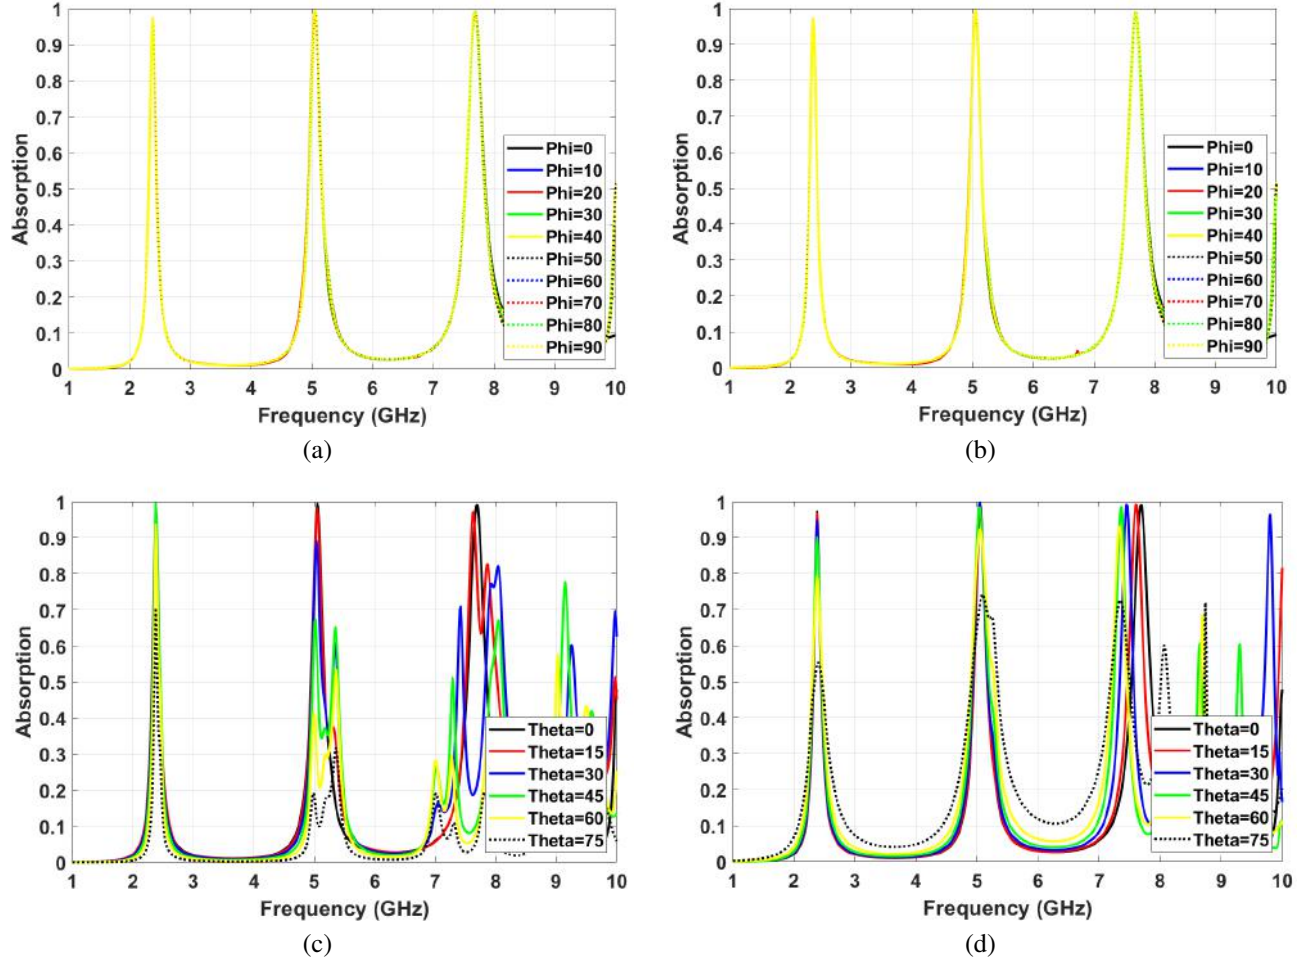 1
0.9
0.8
0.7
0.6
0.5
0.4
0.3
0.2
0.1
0
Absorption
Phi=0
Phi=10
Phi=20
Phi=30
Phi=40
Phi=50
Phi=60
Phi=70
Phi=80
Phi=90
1 2 3 4 5 6 7 8 9 10
Frequency (GHz)
(a)
1
0.9
0.8
0.7
0.6
0.5
0.4
0.3
0.2
0.1
0
Absorption
Phi=0
Phi=10
Phi=20
Phi=30
Phi=40
Phi=50
Phi=60
Phi=70
Phi=80
Phi=90
1 2 3 4 5 6 7 8 9 10
Frequency (GHz)
(b)
1
0.9
0.8
0.7
0.6
0.5
0.4
0.3
0.2
0.1
0
Absorption
Theta=0
Theta=15
Theta=30
Theta=45
Theta=60
Theta=75
1 2 3 4 5 6 7 8 9 10
Frequency (GHz)
(c)
1
0.9
0.8
0.7
0.6
0.5
0.4
0.3
0.2
0.1
0
Absorption
Theta=0
Theta=15
Theta=30
Theta=45
Theta=60
Theta=75
1 2 3 4 5 6 7 8 9 10
Frequency (GHz)
(d)